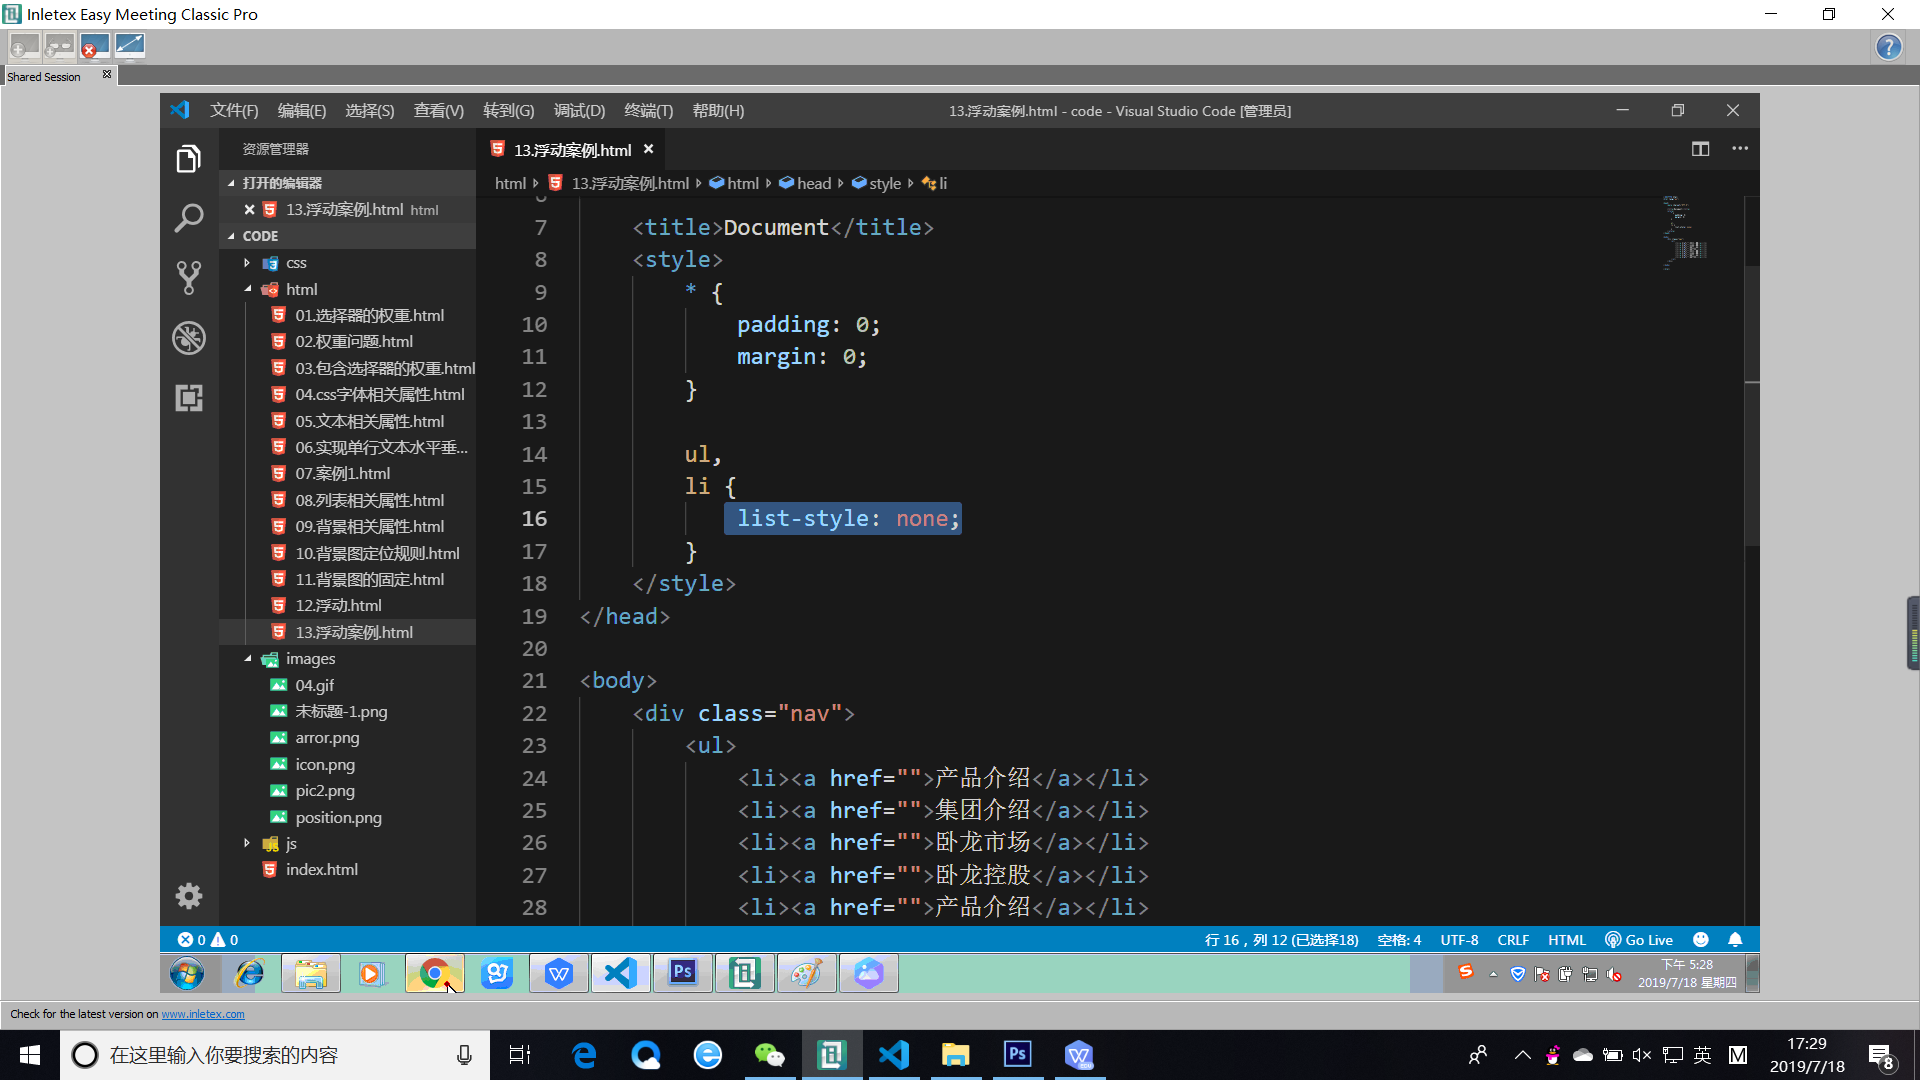 Inletex Easy Meeting Classic Pro
Shared Session
文件(F) 编辑(E) 选择(S) 查看(V) 转到(G) 调试(D) 终端(T) 帮助(H)
13.浮动案例.html - code - Visual Studio Code [管理员]
资源管理器
打开的编辑器
13.浮动案例.html html
CODE
css
html
01.选择器的权重.html
02.权重问题.html
03.包含选择器的权重.html
04.css字体相关属性.html
05.文本相关属性.html
06.实现单行文本水平垂...
07.案例1.html
08.列表相关属性.html
09.背景相关属性.html
10.背景图定位规则.html
11.背景图的固定.html
12.浮动.html
13.浮动案例.html
images
04.gif
未标题-1.png
arror.png
icon.png
pic2.png
position.png
js
index.html
13.浮动案例.html
html 13.浮动案例.html html head style li
7 <title>Document</title>
8 <style>
9 * {
10 padding: 0;
11 margin: 0;
12 }
13
14 ul,
15 li {
16 list-style: none;
17 }
18 </style>
19 </head>
20
21 <body>
22 <div class="nav">
23 <ul>
24 <li><a href="">产品介绍</a></li>
25 <li><a href="">集团介绍</a></li>
26 <li><a href="">卧龙市场</a></li>
27 <li><a href="">卧龙控股</a></li>
28 <li><a href="">产品介绍</a></li>
0 0
行 16，列 12 (已选择18) 空格: 4 UTF-8 CRLF HTML Go Live
下午 5:28
2019/7/18 星期四
Check for the latest version on www.inletex.com
在这里输入你要搜索的内容
英 M
17:29
2019/7/18
8